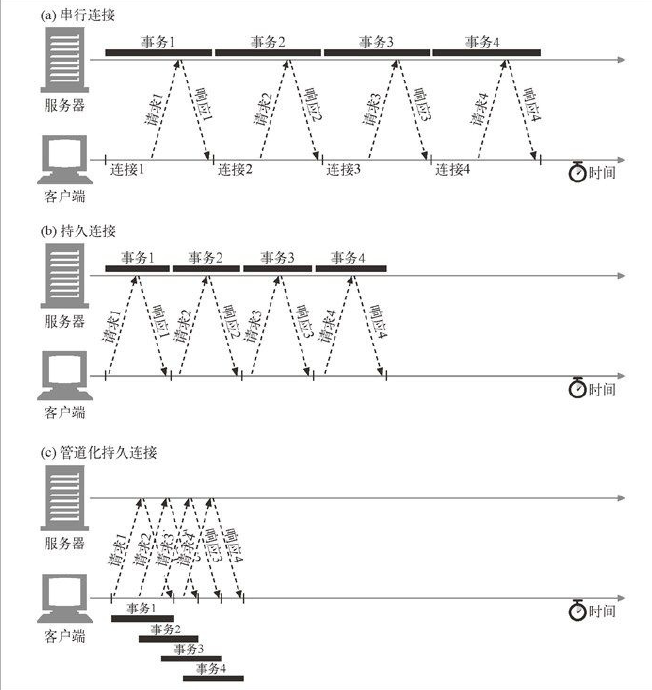 (a) 串行连接
事务1 事务2 事务3 事务4
服务器
请求1 响应1 请求2 响应2 请求3 响应3 请求4 响应4
连接1 连接2 连接3 连接4
时间
客户端
(b) 持久连接
事务1 事务2 事务3 事务4
服务器
请求1 响应1 请求2 响应2 请求3 响应3 请求4 响应4
时间
客户端
(c) 管道化持久连接
服务器
请求1 请求2 请求3 请求4 响应3 响应4
时间
事务1
客户端
事务2
事务3
事务4